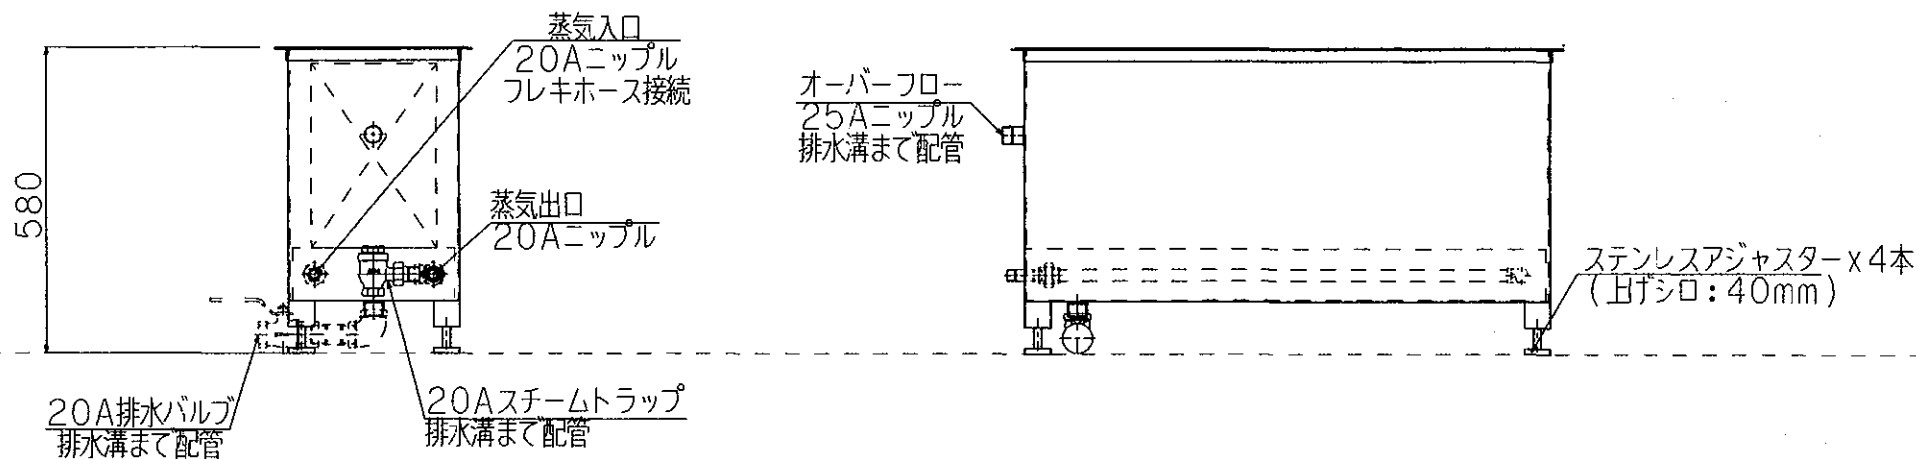 蒸気入口
20Aニップル
フレキホース接続
オーバーフロー
25Aニップル
排水溝まで配管
580
蒸気出口
20Aニップル
ステンレスアジャスターx4本
(上げシロ:40mm)
20A排水バルブ
排水溝まで配管
20Aスチームトラップ
排水溝まで配管